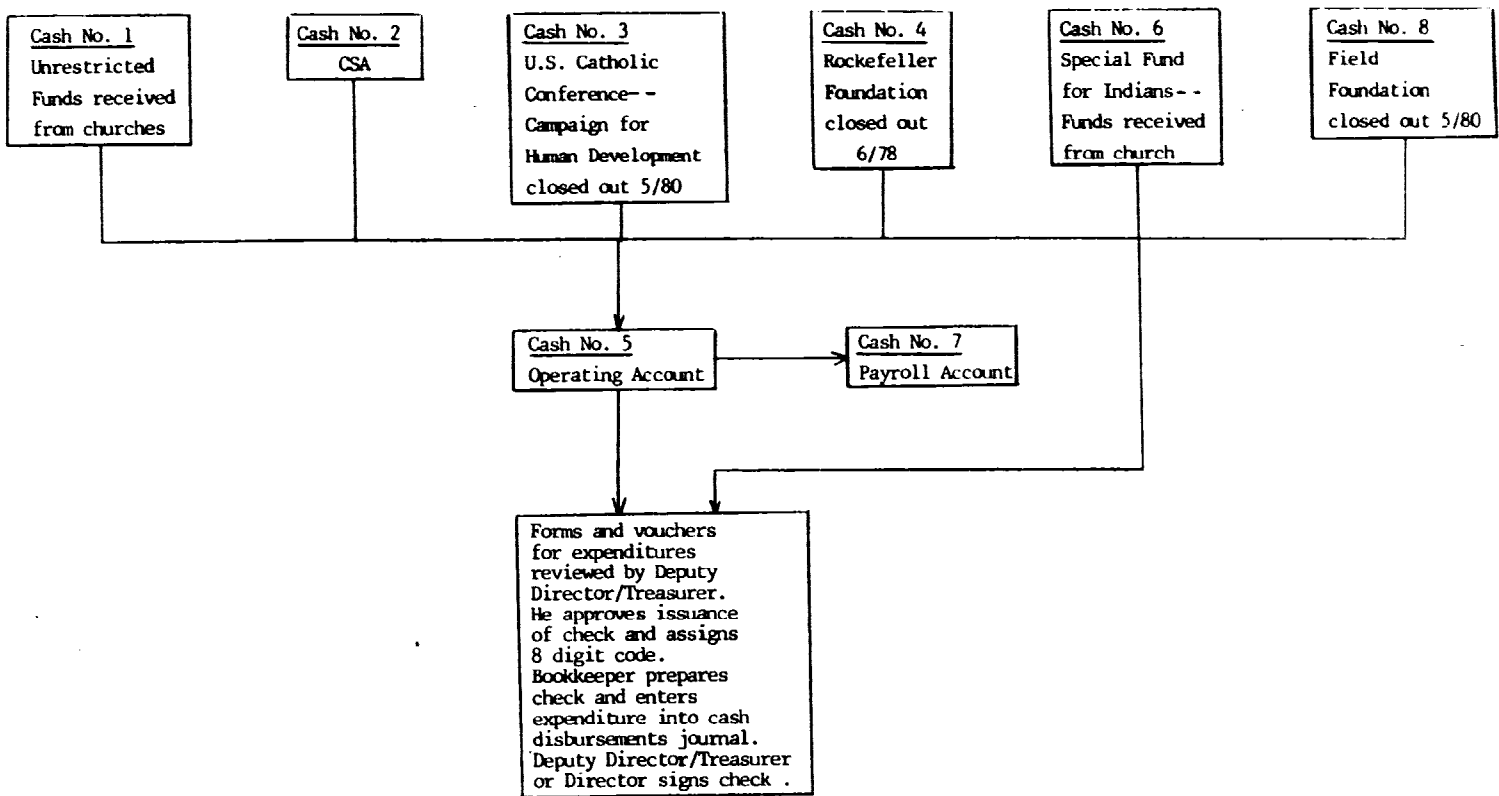 Cash No. 1
Unrestricted
Funds received
from churches
Cash No. 2
CSA
Cash No. 3
U.S. Catholic
Conference--
Campaign for
Human Development
closed out 5/80
Cash No. 4
Rockefeller
Foundation
closed out
6/78
Cash No. 6
Special Fund
for Indians--
Funds received
from church
Cash No. 8
Field
Foundation
closed out 5/80
Cash No. 5
Operating Account
Cash No. 7
Payroll Account
Forms and vouchers
for expenditures
reviewed by Deputy
Director/Treasurer.
He approves issuance
of check and assigns
8 digit code.
Bookkeeper prepares
check and enters
expenditure into cash
disbursements journal.
Deputy Director/Treasurer
or Director signs check .